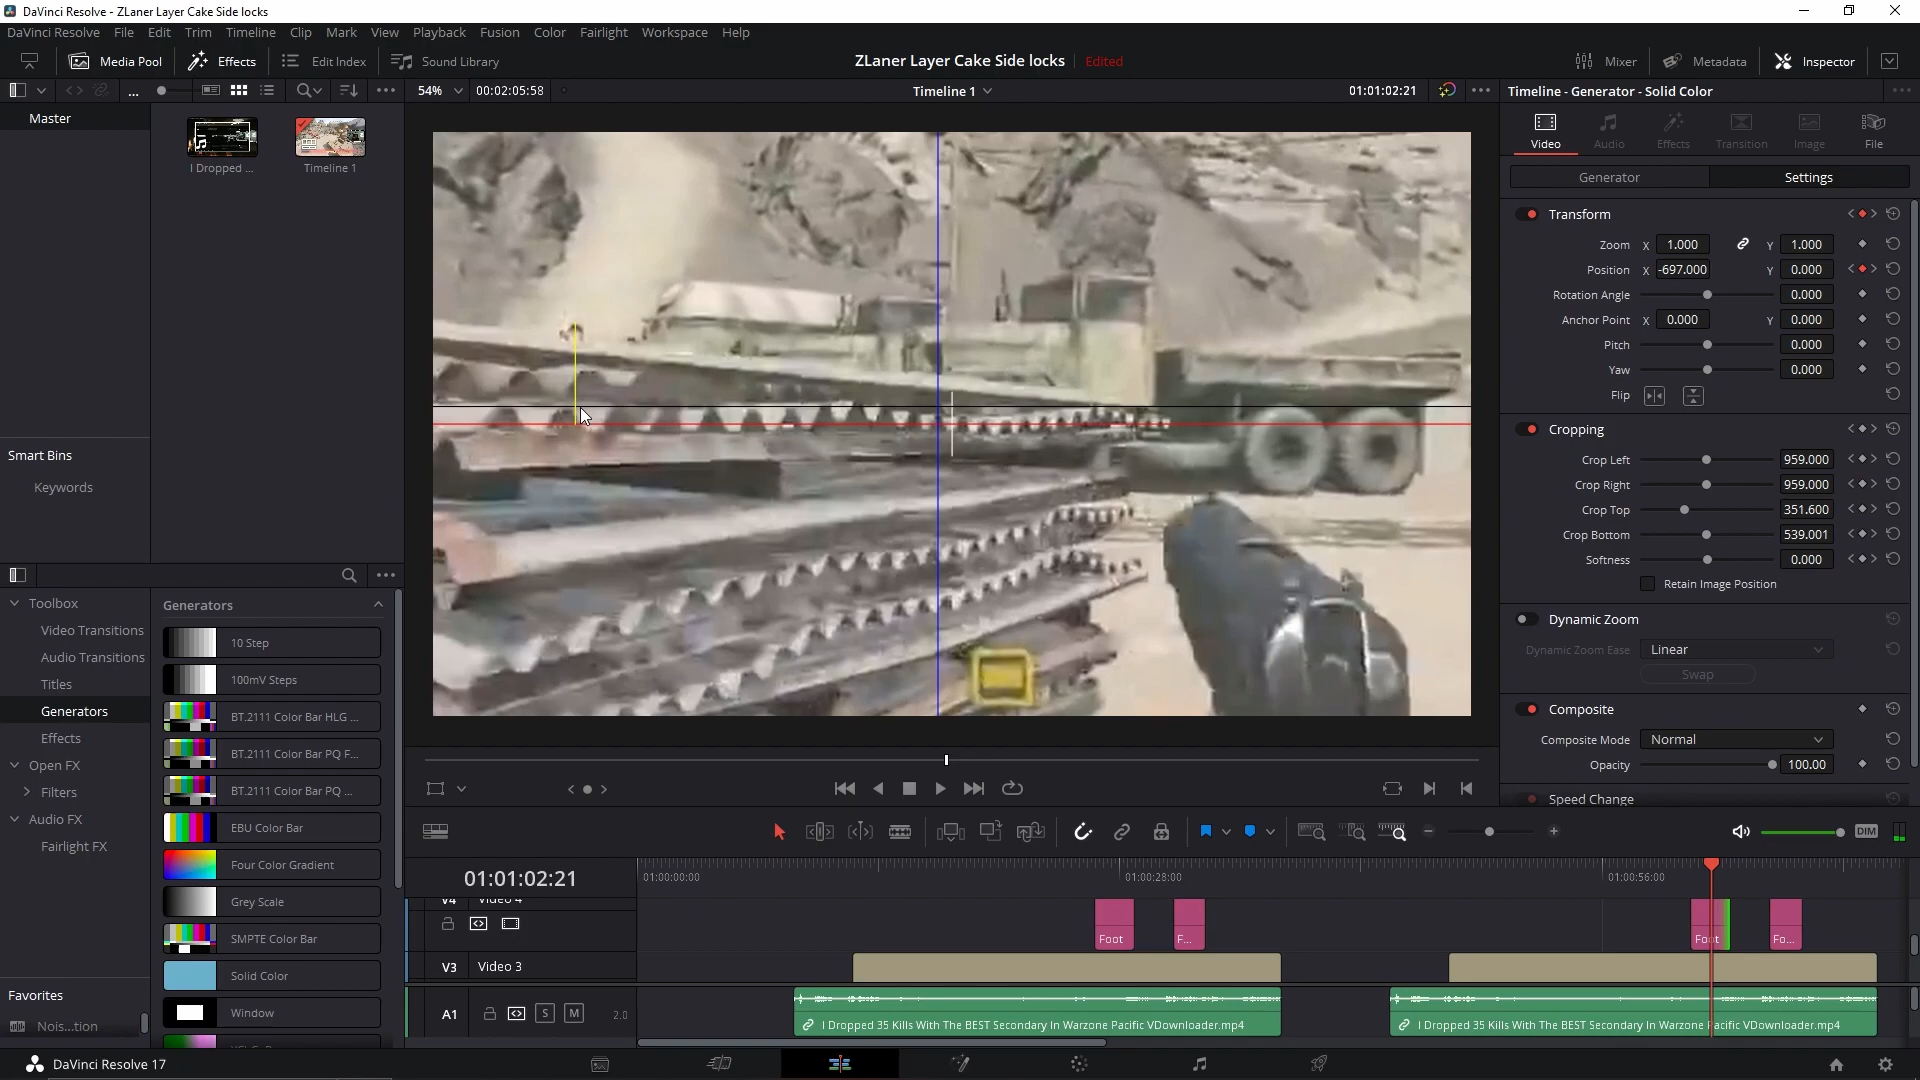 DaVinci Resolve - ZLaner Layer Cake Side locks
DaVinci Resolve File Edit Trim Timeline Clip Mark View Playback Fusion Color Fairlight Workspace Help
Media Pool Effects Edit Index Sound Library
ZLaner Layer Cake Side locks Edited
Mixer Metadata Inspector
54% 00:02:05:58 Timeline 1 01:01:02:21
Timeline - Generator - Solid Color
Master
I Dropped ... Timeline 1
Video Audio Effects Transition Image File
Generator Settings
Transform
Zoom X 1.000 Y 1.000
Position X -697.000 Y 0.000
Rotation Angle 0.000
Anchor Point X 0.000 Y 0.000
Pitch 0.000
Yaw 0.000
Flip
Cropping
Crop Left 959.000
Crop Right 959.000
Crop Top 351.600
Crop Bottom 539.001
Softness 0.000
Retain Image Position
Dynamic Zoom
Dynamic Zoom Ease Linear
Swap
Composite
Composite Mode Normal
Opacity 100.00
Speed Change
Smart Bins
Keywords
Toolbox
Video Transitions
Audio Transitions
Titles
Generators
Effects
Open FX
Filters
Audio FX
Fairlight FX
Favorites
Nois...tion
Generators
10 Step
100mV Steps
BT.2111 Color Bar HLG ...
BT.2111 Color Bar PQ F...
BT.2111 Color Bar PQ ...
EBU Color Bar
Four Color Gradient
Grey Scale
SMPTE Color Bar
Solid Color
Window
DIM
01:01:02:21
01:00:00:00 01:00:28:00 01:00:56:00
V4 Video 4
Foot F... Foot Fo...
V3 Video 3
A1 S M 2.0
I Dropped 35 Kills With The BEST Secondary In Warzone Pacific VDownloader.mp4
I Dropped 35 Kills With The BEST Secondary In Warzone Pacific VDownloader.mp4
DaVinci Resolve 17